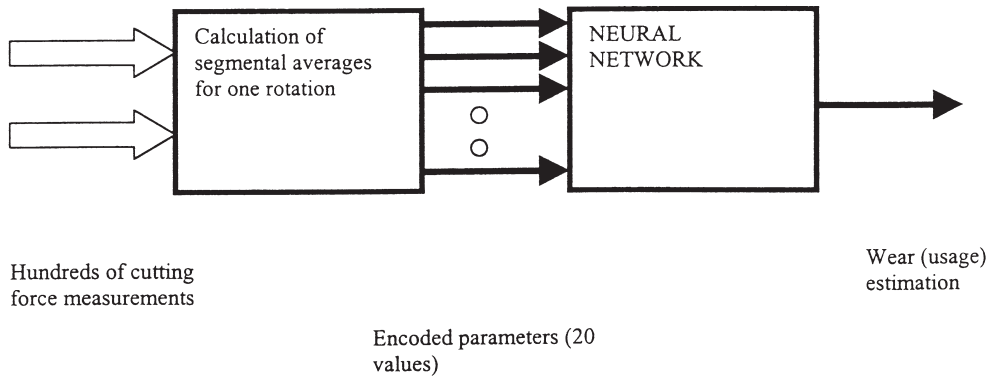 Calculation of
segmental averages
for one rotation
NEURAL
NETWORK
Hundreds of cutting
force measurements
Encoded parameters (20
values)
Wear (usage)
estimation